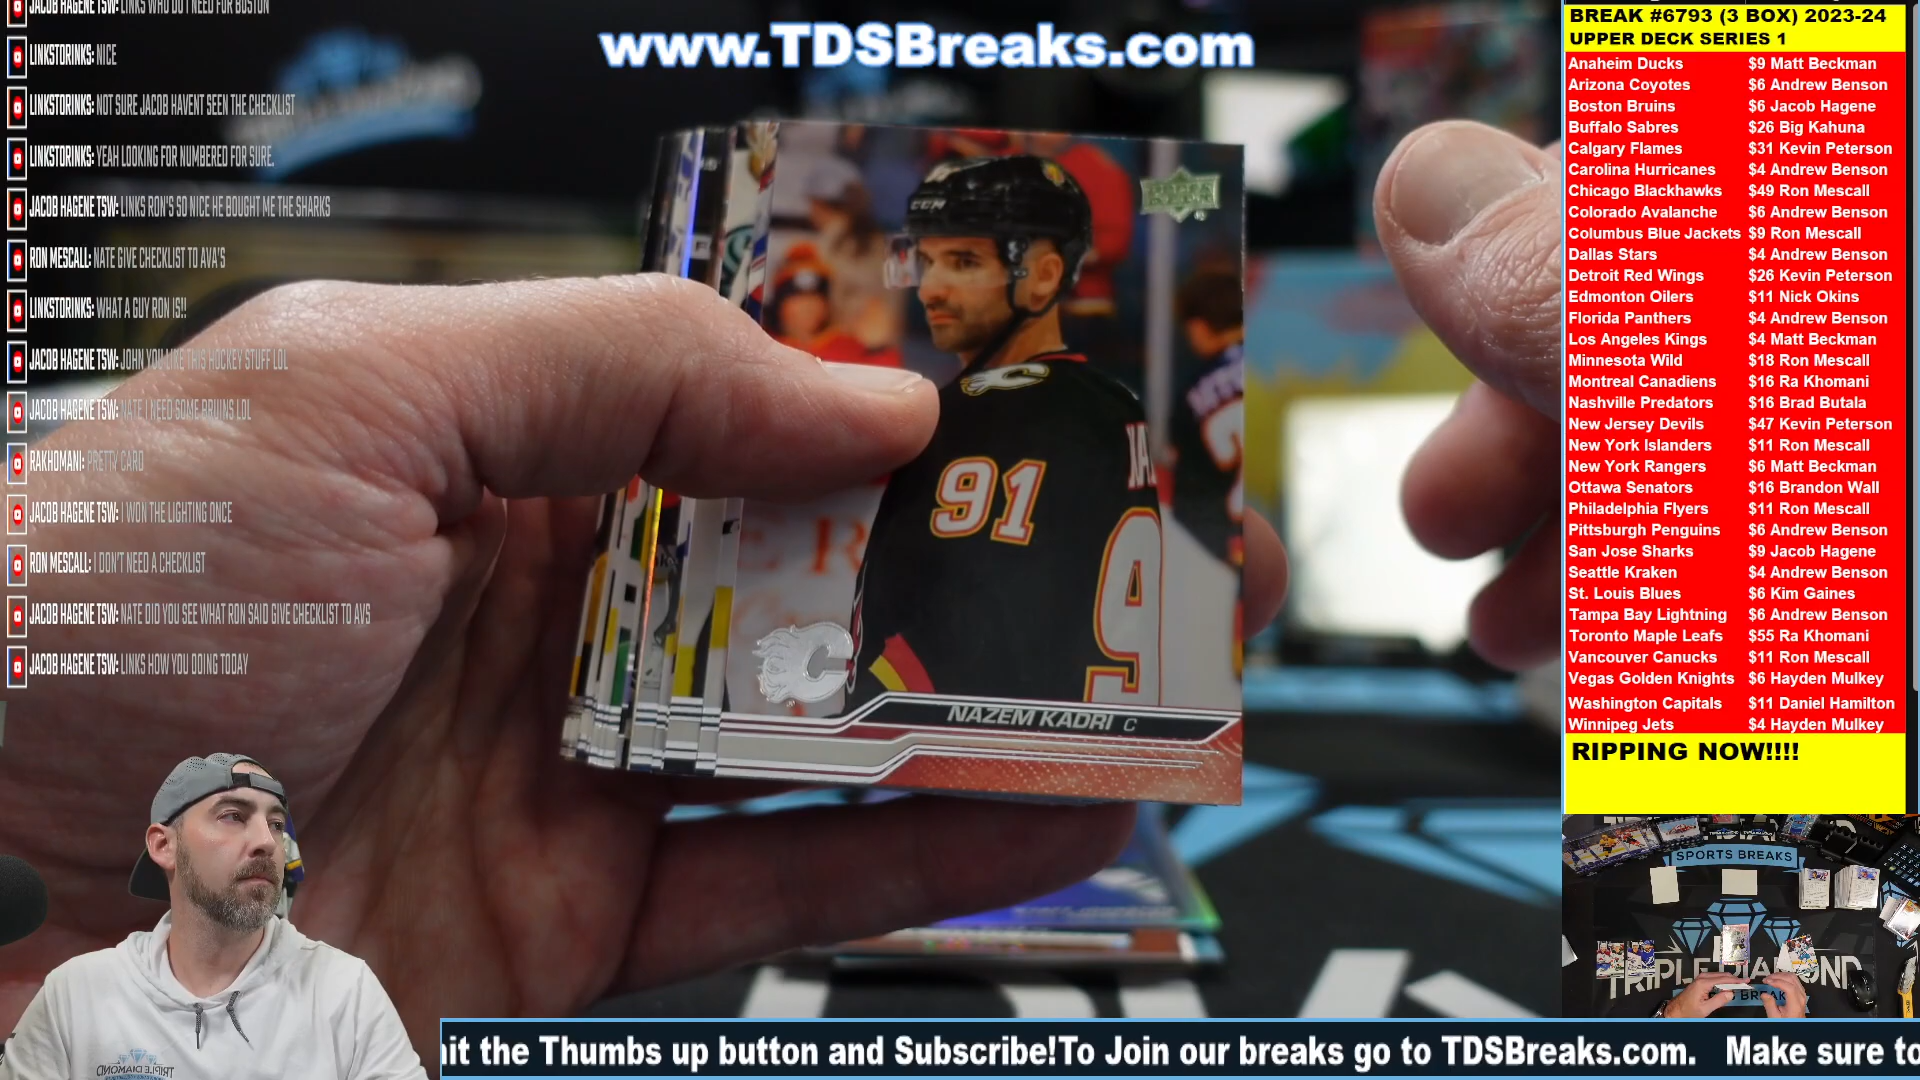 JACOB HAGENE TSW: LINKS WHO DO I NEED FOR BOSTON
LINKSTORINKS: NICE
LINKSTORINKS: NOT SURE JACOB HAVENT SEEN THE CHECKLIST
LINKSTORINKS: YEAH LOOKING FOR NUMBERED FOR SURE.
JACOB HAGENE TSW: LINKS RON'S SO NICE HE BOUGHT ME THE SHARKS
RON MESCALL: NATE GIVE CHECKLIST TO AVA'S
LINKSTORINKS: WHAT A GUY RON IS!!
JACOB HAGENE TSW: JOHN YOU LIKE THIS HOCKEY STUFF LOL
JACOB HAGENE TSW: NATE I NEED SOME BRUINS LOL
RAKHOMANI: PRETTY CARD
JACOB HAGENE TSW: I WON THE LIGHTING ONCE
RON MESCALL: I DON'T NEED A CHECKLIST
JACOB HAGENE TSW: NATE DID YOU SEE WHAT RON SAID GIVE CHECKLIST TO AVS
JACOB HAGENE TSW: LINKS HOW YOU DOING TODAY
www.TDSBreaks.com
CCM
91
9
NAZEM KADRI C
BREAK #6793 (3 BOX) 2023-24
UPPER DECK SERIES 1
Anaheim Ducks $9 Matt Beckman
Arizona Coyotes $6 Andrew Benson
Boston Bruins $6 Jacob Hagene
Buffalo Sabres $26 Big Kahuna
Calgary Flames $31 Kevin Peterson
Carolina Hurricanes $4 Andrew Benson
Chicago Blackhawks $49 Ron Mescall
Colorado Avalanche $6 Andrew Benson
Columbus Blue Jackets $9 Ron Mescall
Dallas Stars $4 Andrew Benson
Detroit Red Wings $26 Kevin Peterson
Edmonton Oilers $11 Nick Okins
Florida Panthers $4 Andrew Benson
Los Angeles Kings $4 Matt Beckman
Minnesota Wild $18 Ron Mescall
Montreal Canadiens $16 Ra Khomani
Nashville Predators $16 Brad Butala
New Jersey Devils $47 Kevin Peterson
New York Islanders $11 Ron Mescall
New York Rangers $6 Matt Beckman
Ottawa Senators $16 Brandon Wall
Philadelphia Flyers $11 Ron Mescall
Pittsburgh Penguins $6 Andrew Benson
San Jose Sharks $9 Jacob Hagene
Seattle Kraken $4 Andrew Benson
St. Louis Blues $6 Kim Gaines
Tampa Bay Lightning $6 Andrew Benson
Toronto Maple Leafs $55 Ra Khomani
Vancouver Canucks $11 Ron Mescall
Vegas Golden Knights $6 Hayden Mulkey
Washington Capitals $11 Daniel Hamilton
Winnipeg Jets $4 Hayden Mulkey
RIPPING NOW!!!!
SPORTS BREAKS
TRIPLE DIAMOND
BREAK
hit the Thumbs up button and Subscribe!To Join our breaks go to TDSBreaks.com. Make sure to